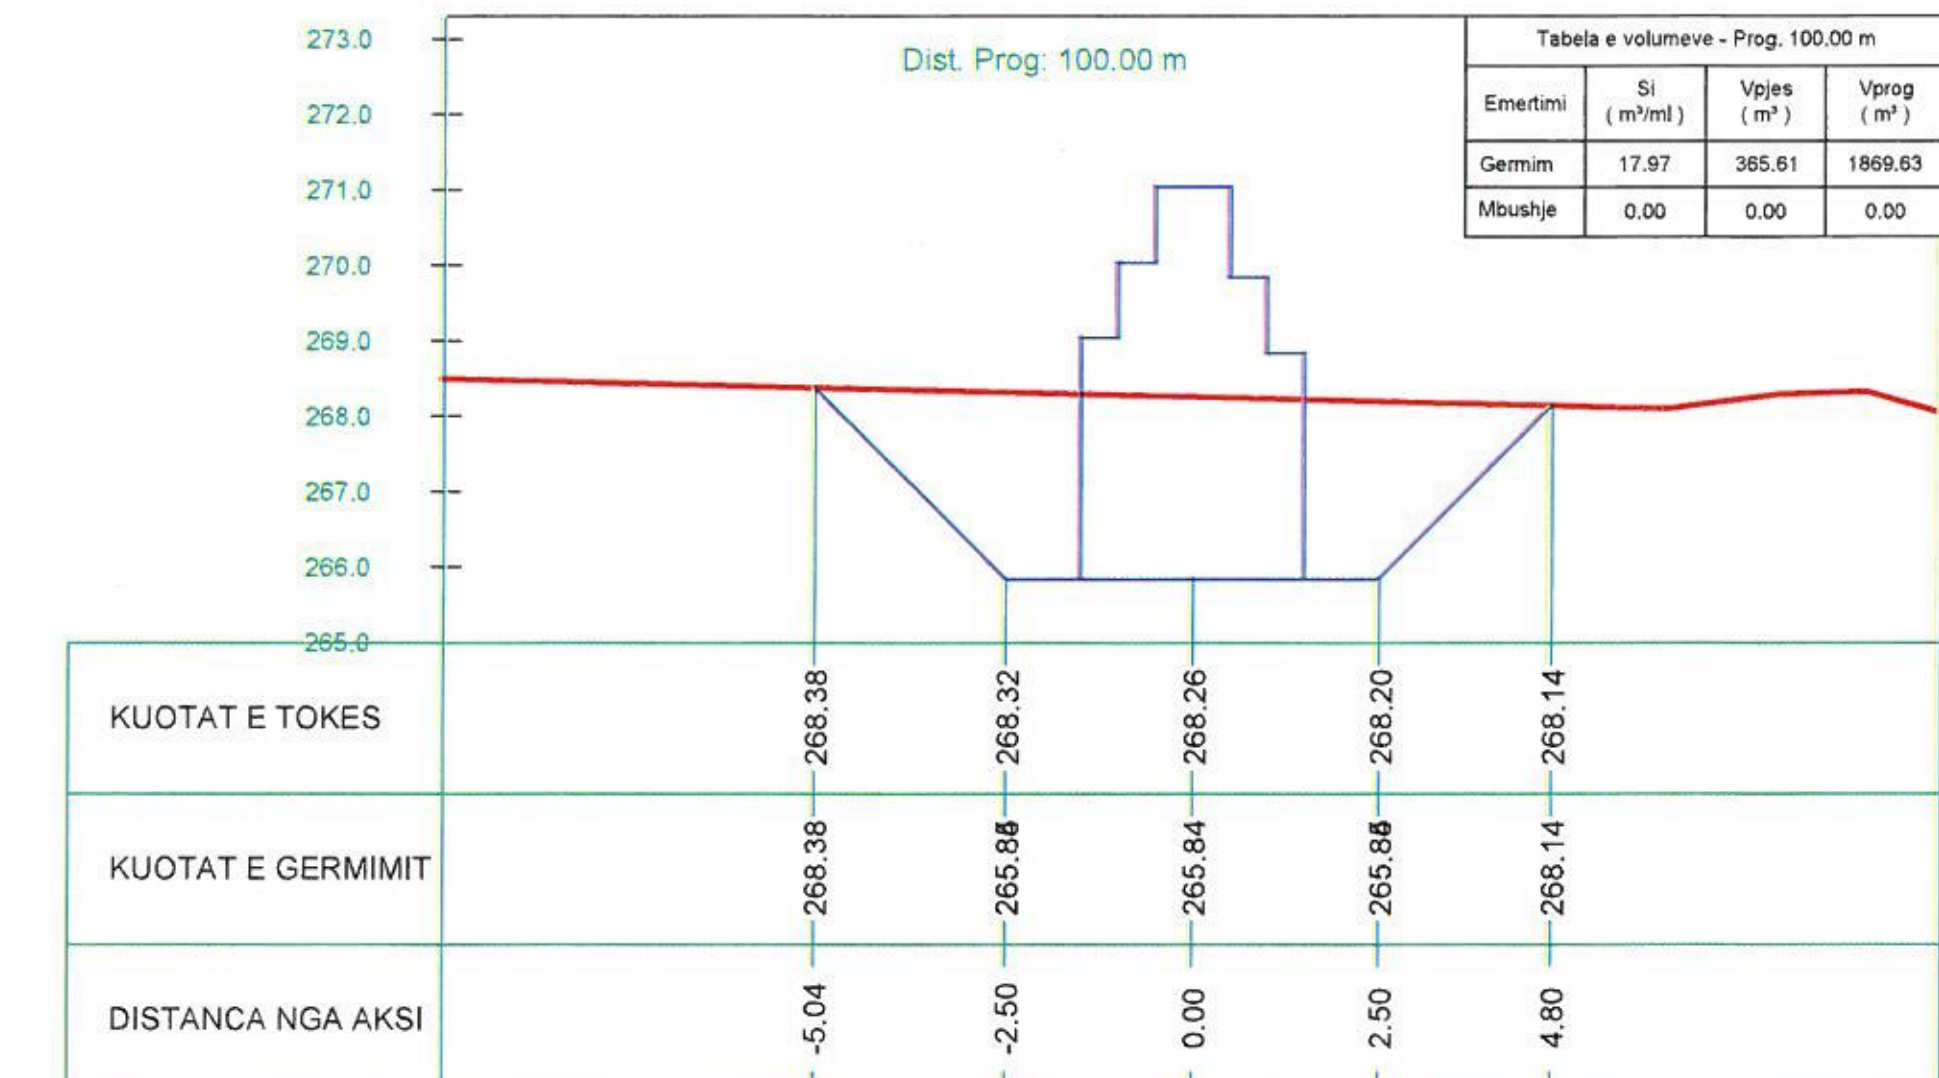 273.0
272.0
271.0
270.0
269.0
268.0
267.0
266.0
265.0
Dist. Prog: 100.00 m
Tabela e volumeve - Prog. 100.00 m
Emertimi Si ( m³/ml ) Vpjes ( m³ ) Vprog ( m³ )
Germim 17.97 365.61 1869.63
Mbushje 0.00 0.00 0.00
KUOTAT E TOKES 268.38 268.32 268.26 268.20 268.14
KUOTAT E GERMIMIT 268.38 265.84 268.14
DISTANCA NGA AKSI -5.04 -2.50 0.00 2.50 4.80